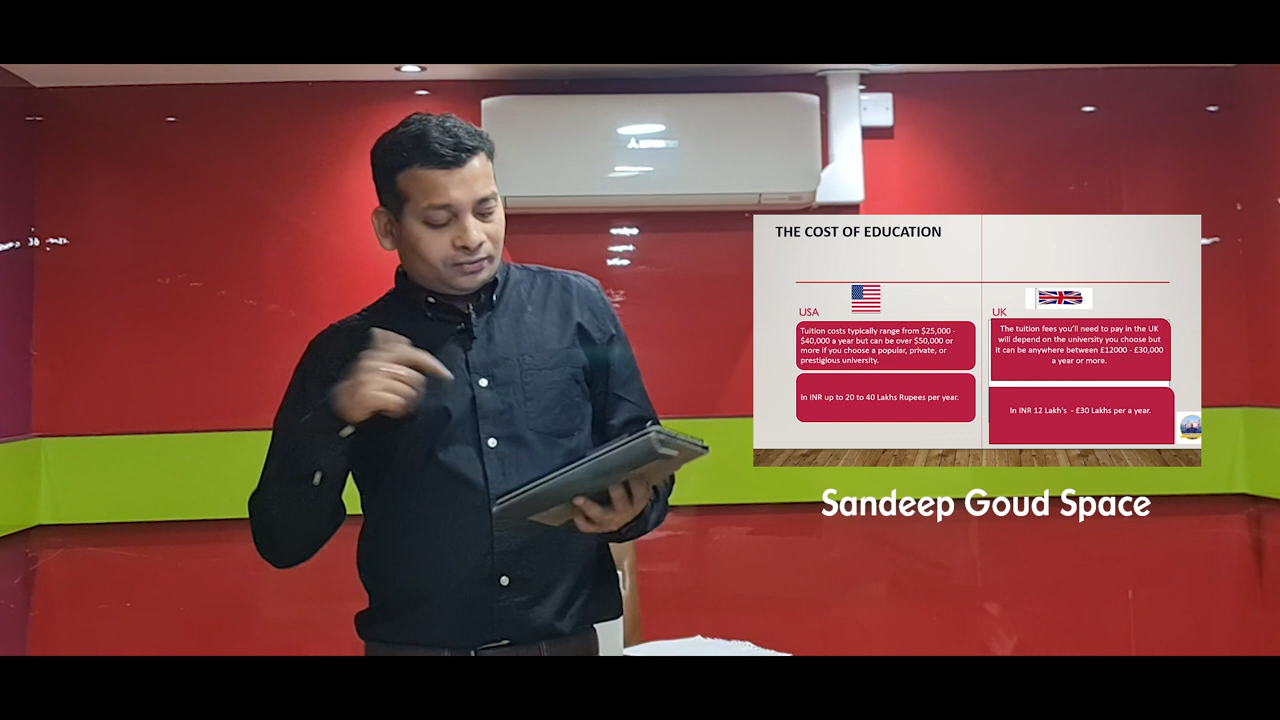 THE COST OF EDUCATION
USA
Tuition costs typically range from $25,000 -
$40,000 a year but can be over $50,000 or
more if you choose a popular, private, or
prestigious university.
In INR up to 20 to 40 Lakhs Rupees per year.
UK
The tuition fees you'll need to pay in the UK
will depend on the university you choose but
it can be anywhere between £12000 - £30,000
a year or more.
In INR 12 Lakh's - £30 Lakhs per a year.
Sandeep Goud Space